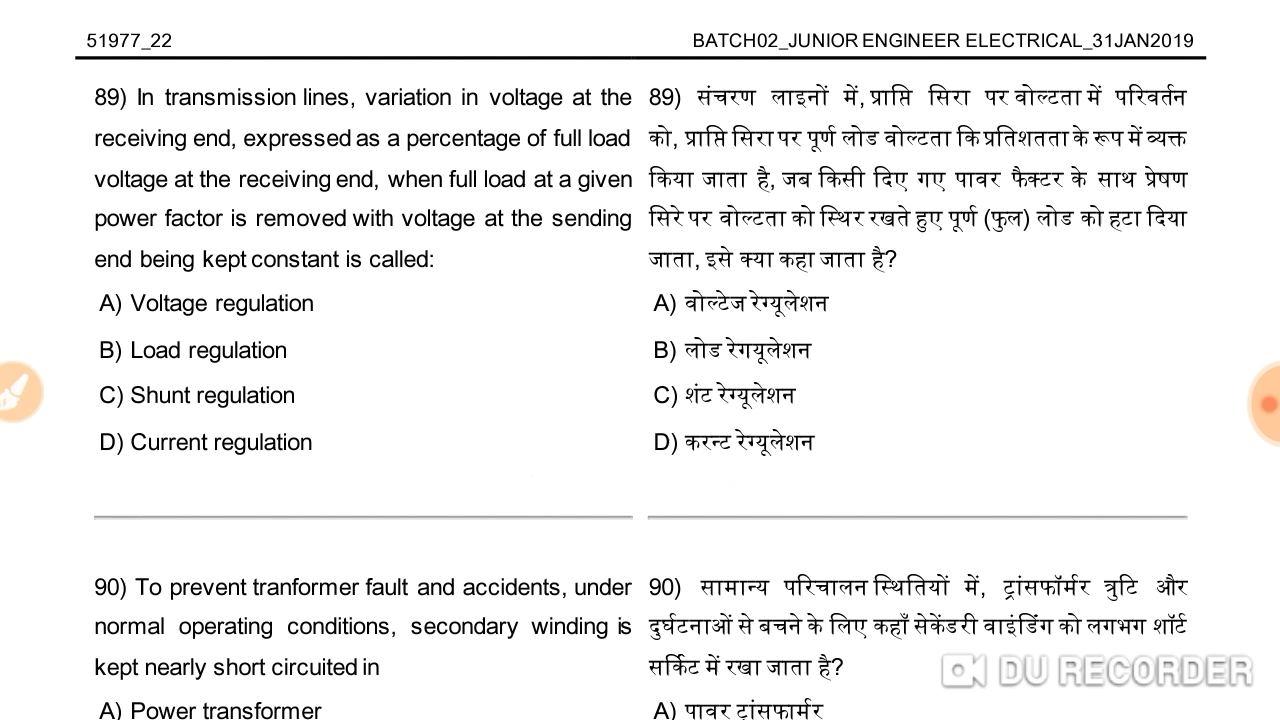 51977_22
BATCH02_JUNIOR ENGINEER ELECTRICAL_31JAN2019
89) In transmission lines, variation in voltage at the
receiving end, expressed as a percentage of full load
voltage at the receiving end, when full load at a given
power factor is removed with voltage at the sending
end being kept constant is called:
A) Voltage regulation
B) Load regulation
C) Shunt regulation
D) Current regulation
89) संचरण लाइनों में, प्राप्ति सिरा पर वोल्टता में परिवर्तन
को, प्राप्ति सिरा पर पूर्ण लोड वोल्टता कि प्रतिशतता के रूप में व्यक्त
किया जाता है, जब किसी दिए गए पावर फैक्टर के साथ प्रेषण
सिरे पर वोल्टता को स्थिर रखते हुए पूर्ण (फुल) लोड को हटा दिया
जाता, इसे क्या कहा जाता है?
A) वोल्टेज रेग्यूलेशन
B) लोड रेगयूलेशन
C) शंट रेग्यूलेशन
D) करन्ट रेग्यूलेशन
90) To prevent tranformer fault and accidents, under
normal operating conditions, secondary winding is
kept nearly short circuited in
A) Power transformer
90) सामान्य परिचालन स्थितियों में, ट्रांसफॉर्मर त्रुटि और
दुर्घटनाओं से बचने के लिए कहाँ सेकेंडरी वाइंडिंग को लगभग शॉर्ट
सर्किट में रखा जाता है?
A) पावर ट्रांसफार्मर
DU RECORDER